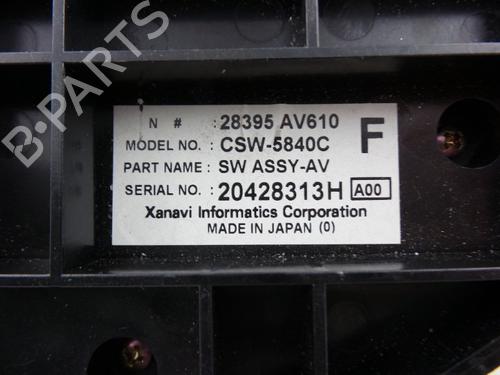 N # : 28395 AV610
MODEL NO. : CSW-5840C F
PART NAME : SW ASSY-AV
SERIAL NO. : 20428313H A00
Xanavi Informatics Corporation
MADE IN JAPAN (0)
B-PARTS